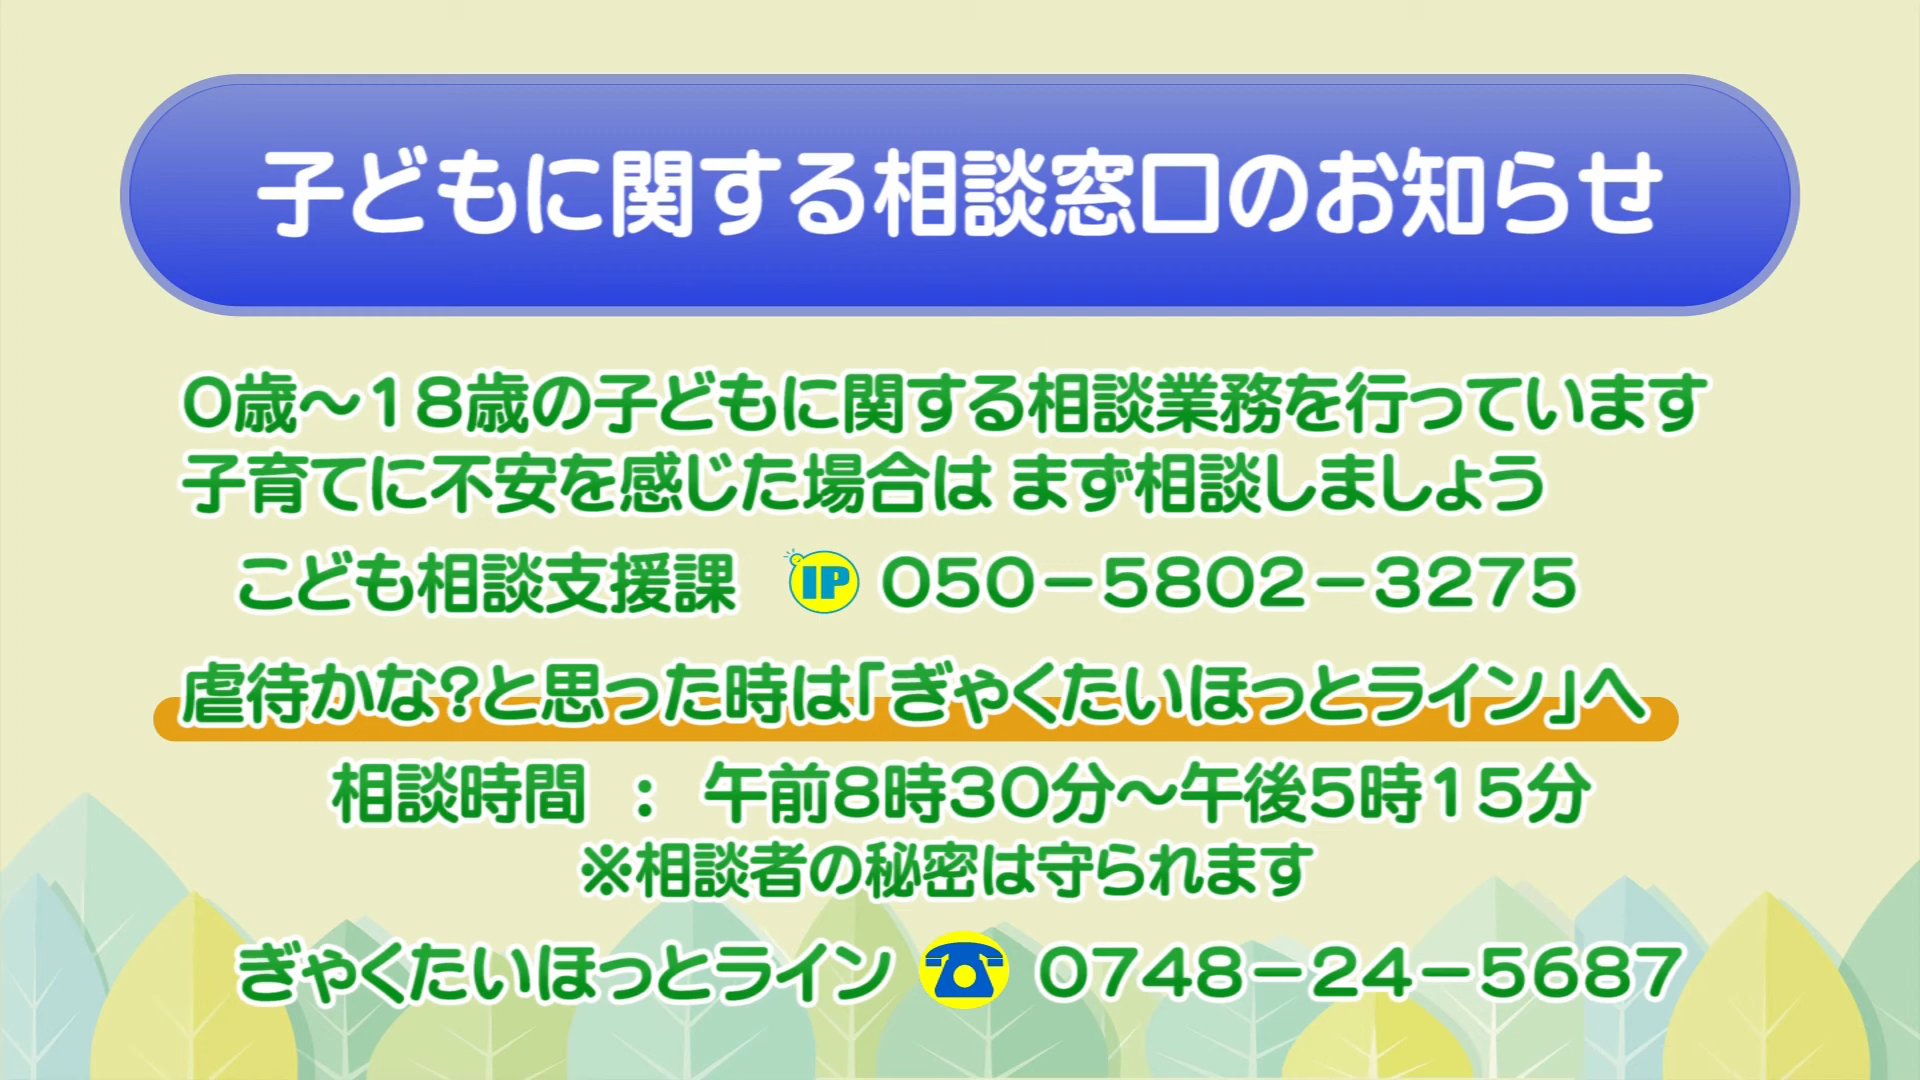 子どもに関する相談窓口のお知らせ
0歳～18歳の子どもに関する相談業務を行っています
子育てに不安を感じた場合は まず相談しましょう
こども相談支援課 IP 050－5802－3275
虐待かな?と思った時は「ぎゃくたいほっとライン」へ
相談時間 : 午前8時30分～午後5時15分
※相談者の秘密は守られます
ぎゃくたいほっとライン 0748－24－5687